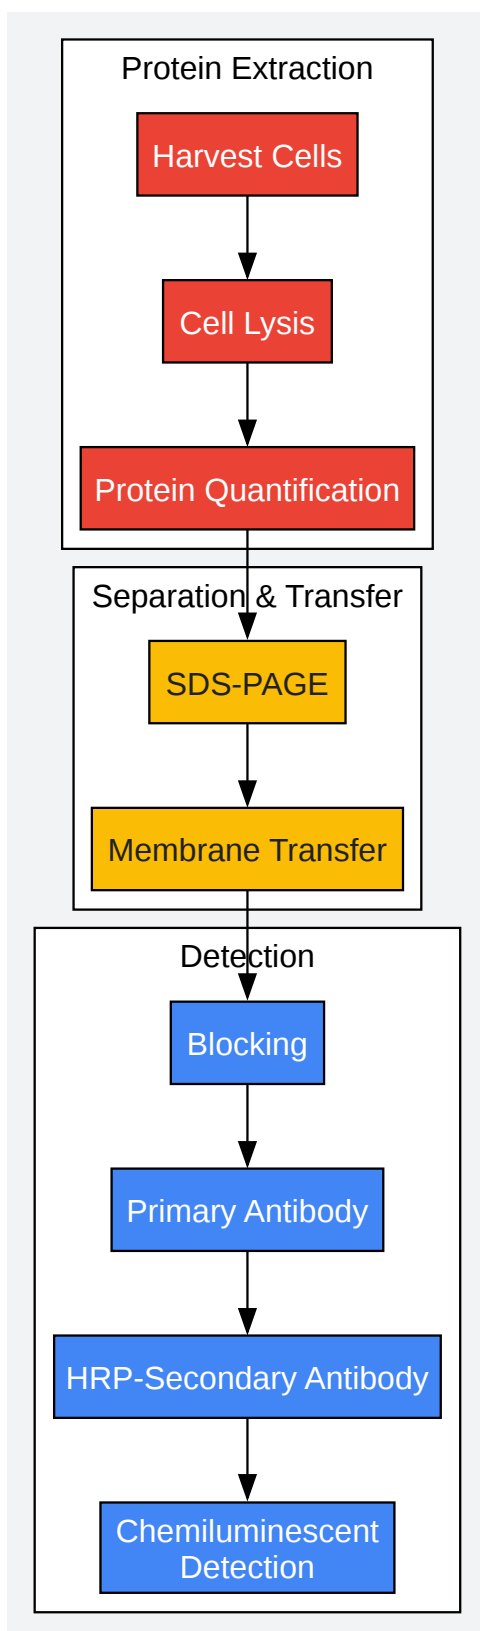 Protein Extraction
Harvest Cells
Cell Lysis
Protein Quantification
Separation & Transfer
SDS-PAGE
Membrane Transfer
Detection
Blocking
Primary Antibody
HRP-Secondary Antibody
Chemiluminescent
Detection